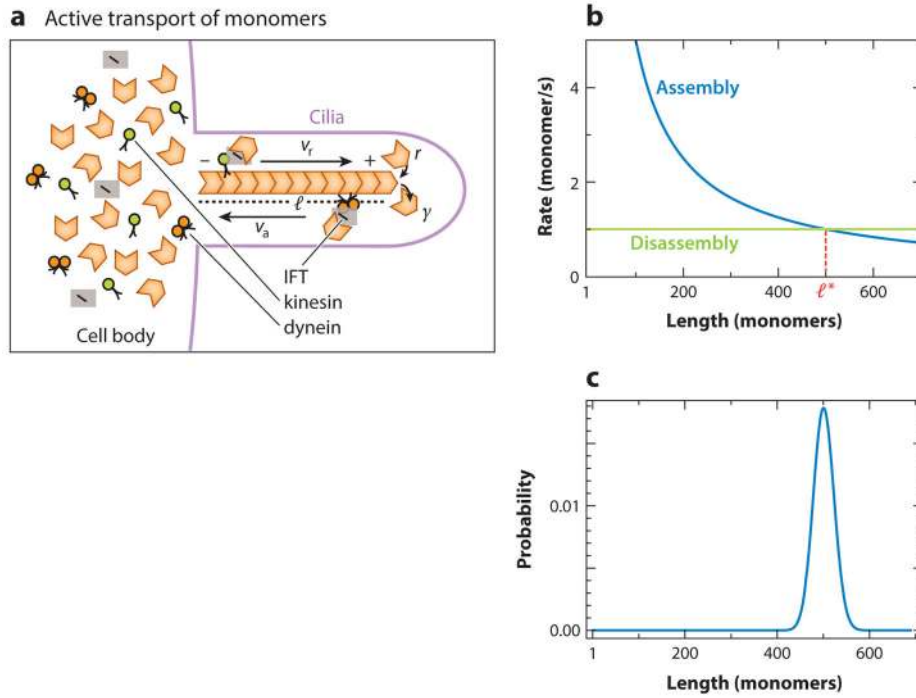 a Active transport of monomers
Cilia
− v_r + r
ℓ γ
v_a
IFT
kinesin
dynein
Cell body
b
Rate (monomer/s)
4
2
0
Assembly
Disassembly
ℓ*
1 200 400 600
Length (monomers)
c
Probability
0.01
0.00
1 200 400 600
Length (monomers)